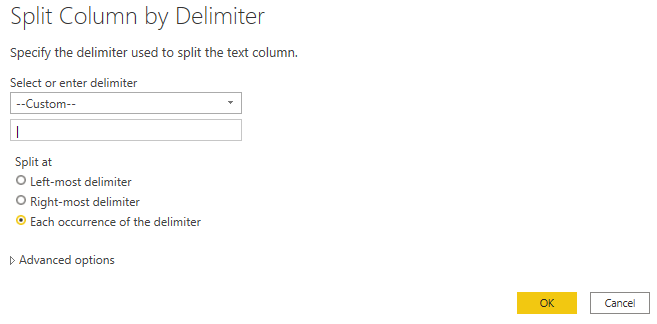 Split Column by Delimiter
Specify the delimiter used to split the text column.
Select or enter delimiter
--Custom--
|
Split at
Left-most delimiter
Right-most delimiter
Each occurrence of the delimiter
Advanced options
OK
Cancel